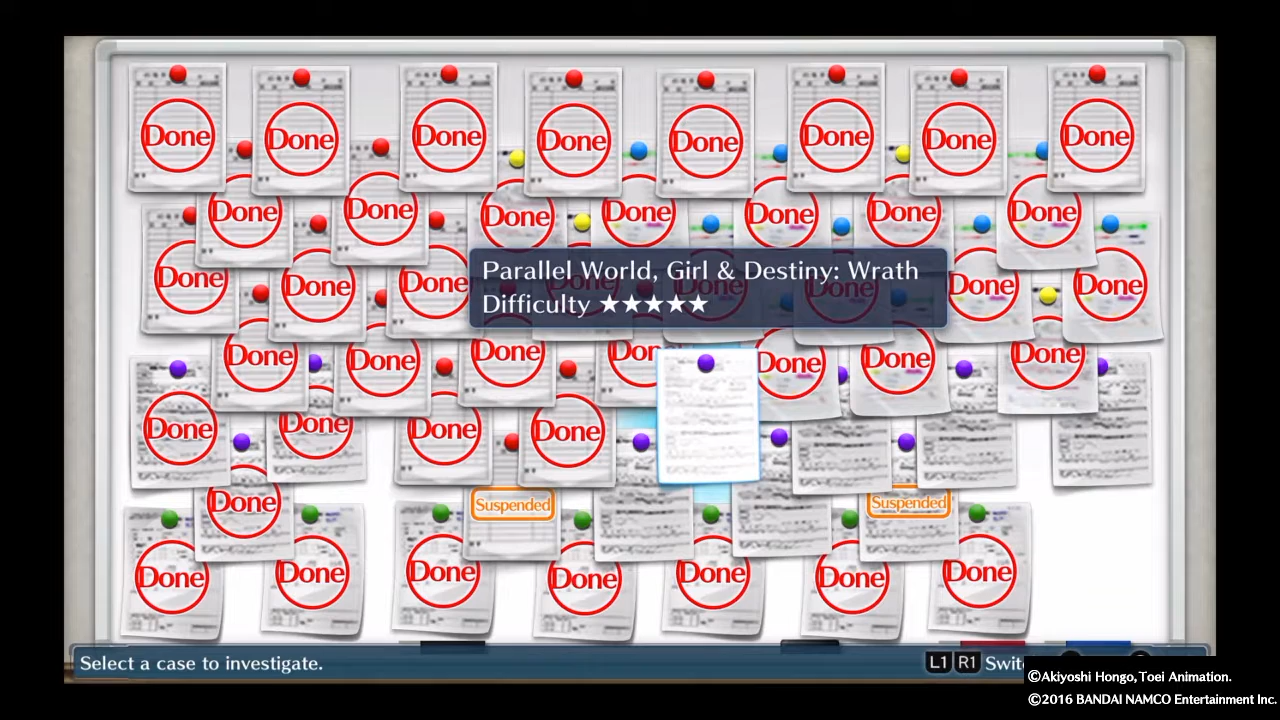 Done Done Done Done Done Done Done Done
Done Done Done Done Done Done Done
Parallel World, Girl & Destiny: Wrath
Difficulty ★★★★★
Done Done Done Done Done Done Done
Done Done Done Done Done Done
Done Done Done Done
Done Suspended Suspended
Done Done Done Done Done Done Done
Select a case to investigate.
L1 R1
©Akiyoshi Hongo, Toei Animation.
©2016 BANDAI NAMCO Entertainment Inc.